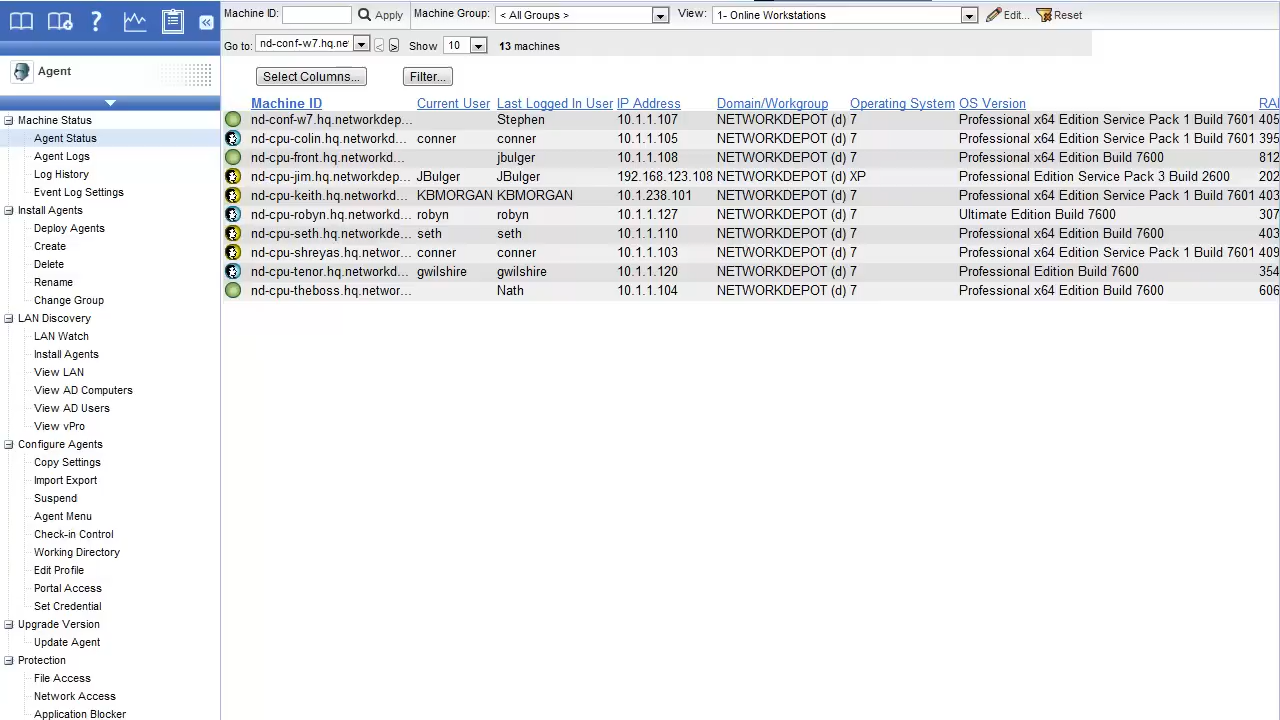 Machine ID: Apply Machine Group: < All Groups > View: 1- Online Workstations Edit... Reset
Go to: nd-conf-w7.hq.ne < > Show 10 13 machines
Select Columns... Filter...
Agent
Machine ID Current User Last Logged In User IP Address Domain/Workgroup Operating System OS Version RA
nd-conf-w7.hq.networkdep... Stephen 10.1.1.107 NETWORKDEPOT (d) 7 Professional x64 Edition Service Pack 1 Build 7601 405
nd-cpu-colin.hq.networkd... conner conner 10.1.1.105 NETWORKDEPOT (d) 7 Professional x64 Edition Service Pack 1 Build 7601 399
nd-cpu-front.hq.networkd... jbulger 10.1.1.108 NETWORKDEPOT (d) 7 Professional x64 Edition Build 7600 812
nd-cpu-jim.hq.networkdep... JBulger JBulger 192.168.123.108 NETWORKDEPOT (d) XP Professional Edition Service Pack 3 Build 2600 202
nd-cpu-keith.hq.networkd... KBMORGAN KBMORGAN 10.1.238.101 NETWORKDEPOT (d) 7 Professional x64 Edition Service Pack 1 Build 7601 403
nd-cpu-robyn.hq.networkd... robyn robyn 10.1.1.127 NETWORKDEPOT (d) 7 Ultimate Edition Build 7600 307
nd-cpu-seth.hq.networkde... seth seth 10.1.1.110 NETWORKDEPOT (d) 7 Professional x64 Edition Build 7600 403
nd-cpu-shreyas.hq.networ... conner conner 10.1.1.103 NETWORKDEPOT (d) 7 Professional x64 Edition Service Pack 1 Build 7601 409
nd-cpu-tenor.hq.networkd... gwilshire gwilshire 10.1.1.120 NETWORKDEPOT (d) 7 Professional Edition Build 7600 354
nd-cpu-theboss.hq.networ... Nath 10.1.1.104 NETWORKDEPOT (d) 7 Professional x64 Edition Build 7600 606
Machine Status
Agent Status
Agent Logs
Log History
Event Log Settings
Install Agents
Deploy Agents
Create
Delete
Rename
Change Group
LAN Discovery
LAN Watch
Install Agents
View LAN
View AD Computers
View AD Users
View vPro
Configure Agents
Copy Settings
Import Export
Suspend
Agent Menu
Check-in Control
Working Directory
Edit Profile
Portal Access
Set Credential
Upgrade Version
Update Agent
Protection
File Access
Network Access
Application Blocker